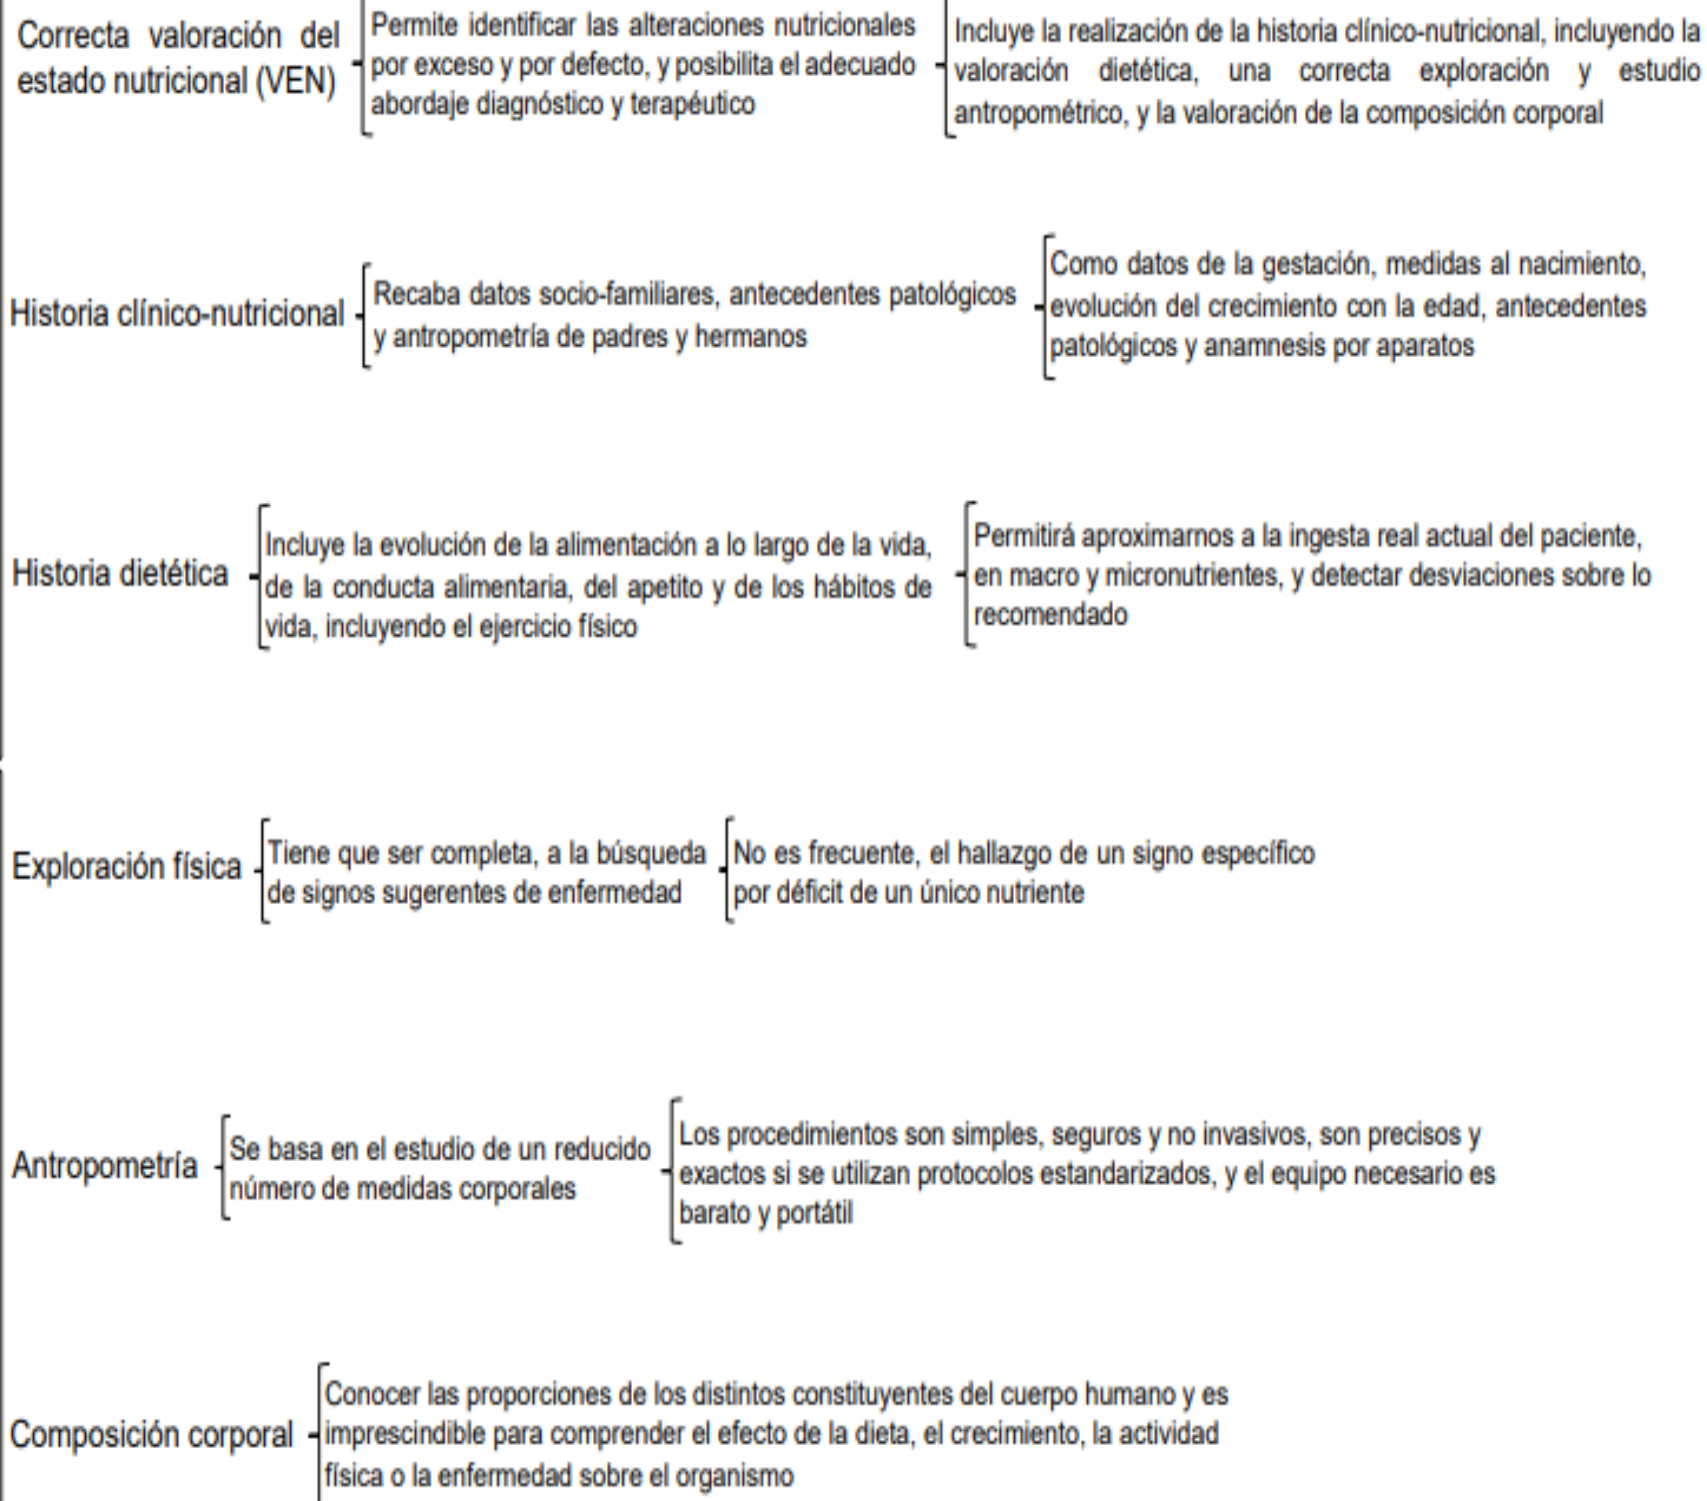 Correcta valoración del
estado nutricional (VEN)
Permite identificar las alteraciones nutricionales
por exceso y por defecto, y posibilita el adecuado
abordaje diagnóstico y terapéutico
Incluye la realización de la historia clínico-nutricional, incluyendo la
valoración dietética, una correcta exploración y estudio
antropométrico, y la valoración de la composición corporal
Historia clínico-nutricional
Recaba datos socio-familiares, antecedentes patológicos
y antropometría de padres y hermanos
Como datos de la gestación, medidas al nacimiento,
evolución del crecimiento con la edad, antecedentes
patológicos y anamnesis por aparatos
Historia dietética
Incluye la evolución de la alimentación a lo largo de la vida,
de la conducta alimentaria, del apetito y de los hábitos de
vida, incluyendo el ejercicio físico
Permitirá aproximarnos a la ingesta real actual del paciente,
en macro y micronutrientes, y detectar desviaciones sobre lo
recomendado
Exploración física
Tiene que ser completa, a la búsqueda
de signos sugerentes de enfermedad
No es frecuente, el hallazgo de un signo específico
por déficit de un único nutriente
Antropometría
Se basa en el estudio de un reducido
número de medidas corporales
Los procedimientos son simples, seguros y no invasivos, son precisos y
exactos si se utilizan protocolos estandarizados, y el equipo necesario es
barato y portátil
Composición corporal
Conocer las proporciones de los distintos constituyentes del cuerpo humano y es
imprescindible para comprender el efecto de la dieta, el crecimiento, la actividad
física o la enfermedad sobre el organismo